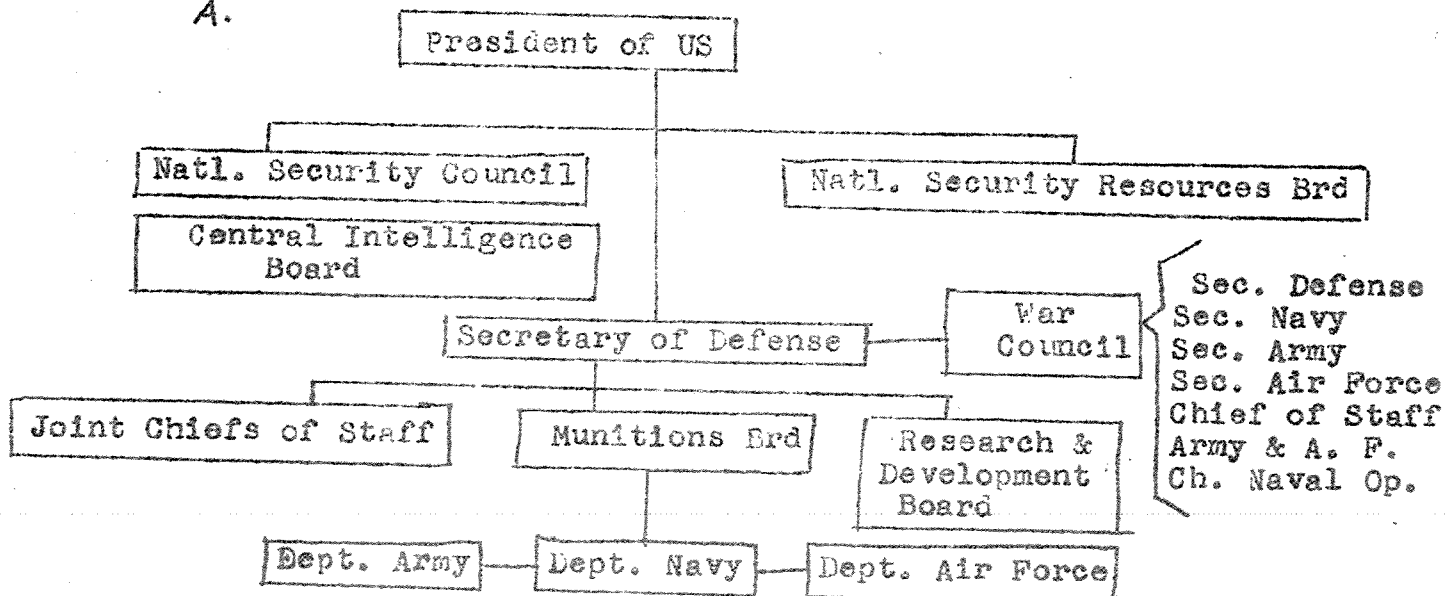 A.
President of US
Natl. Security Council
Natl. Security Resources Brd
Central Intelligence
Board
Secretary of Defense
War
Council
Sec. Defense
Sec. Navy
Sec. Army
Sec. Air Force
Chief of Staff
Army & A. F.
Ch. Naval Op.
Joint Chiefs of Staff
Munitions Brd
Research &
Development
Board
Dept. Army
Dept. Navy
Dept. Air Force